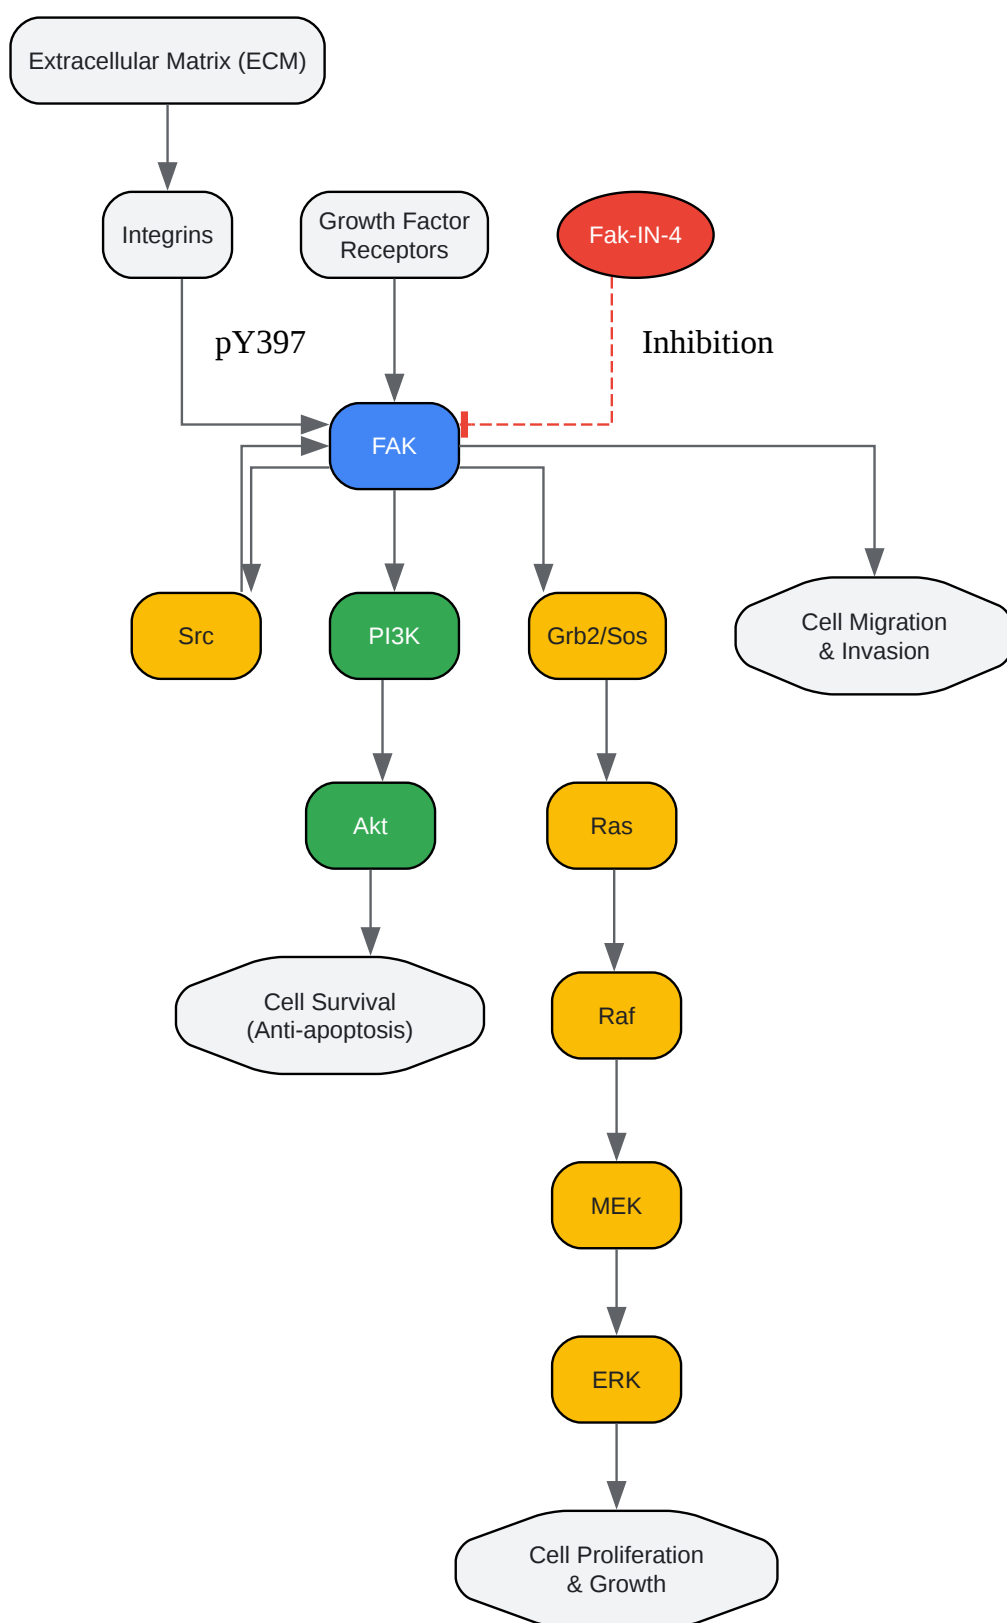 Extracellular Matrix (ECM)
Integrins
Growth Factor
Receptors
Fak-IN-4
pY397
Inhibition
FAK
Src
PI3K
Grb2/Sos
Cell Migration
& Invasion
Akt
Ras
Cell Survival
(Anti-apoptosis)
Raf
MEK
ERK
Cell Proliferation
& Growth